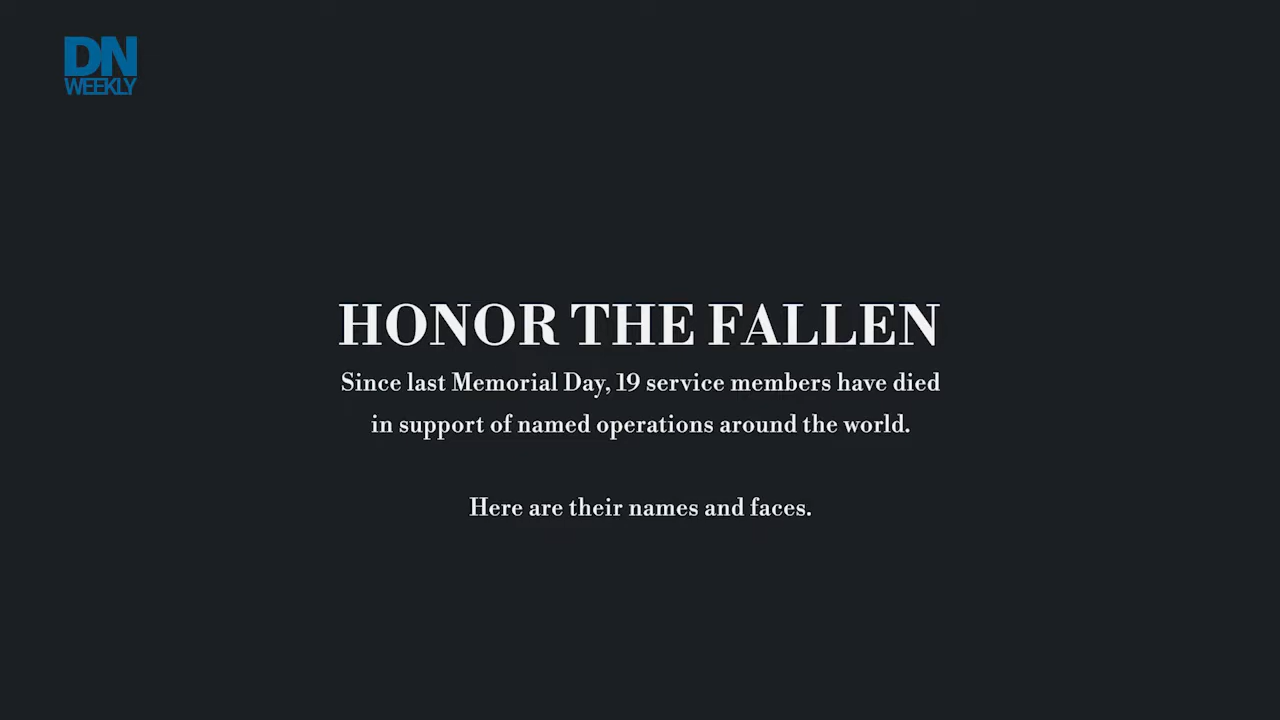 DN
WEEKLY
HONOR THE FALLEN
Since last Memorial Day, 19 service members have died
in support of named operations around the world.
Here are their names and faces.